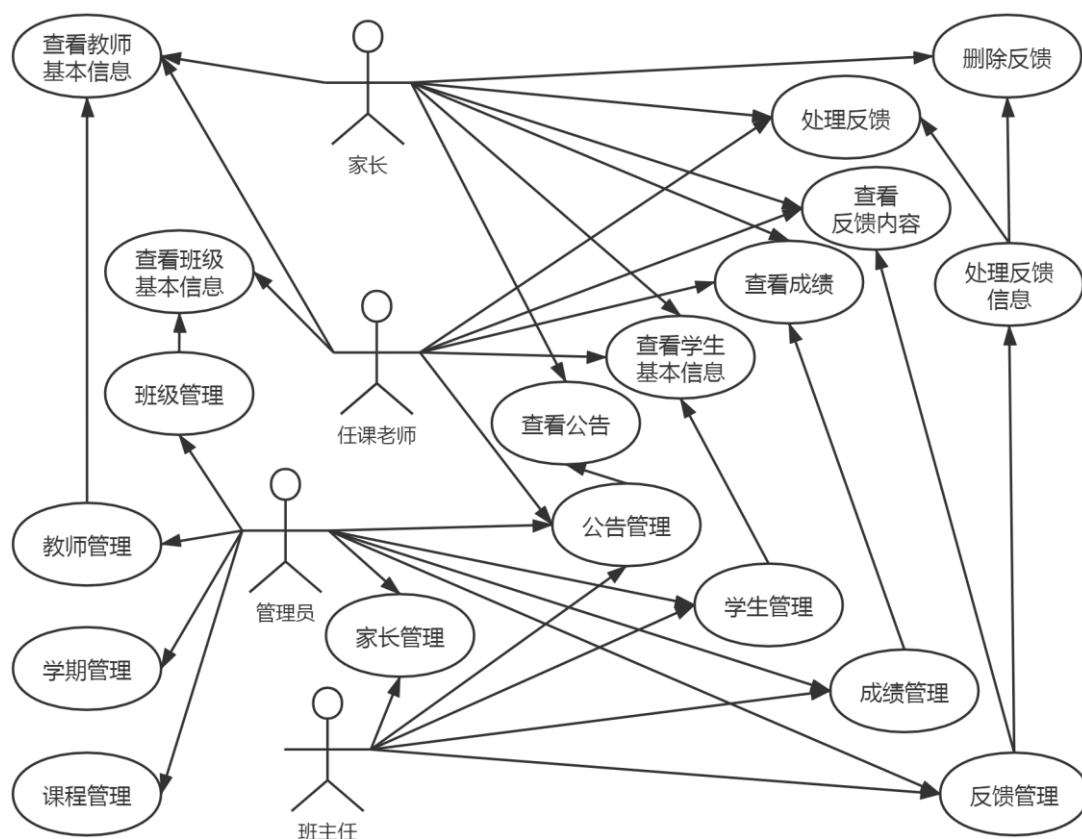 查看教师
基本信息
删除反馈
处理反馈
家长
查看
反馈内容
查看班级
基本信息
处理反馈
信息
查看成绩
查看学生
基本信息
班级管理
查看公告
任课老师
公告管理
教师管理
学生管理
管理员
家长管理
学期管理
成绩管理
课程管理
反馈管理
班主任